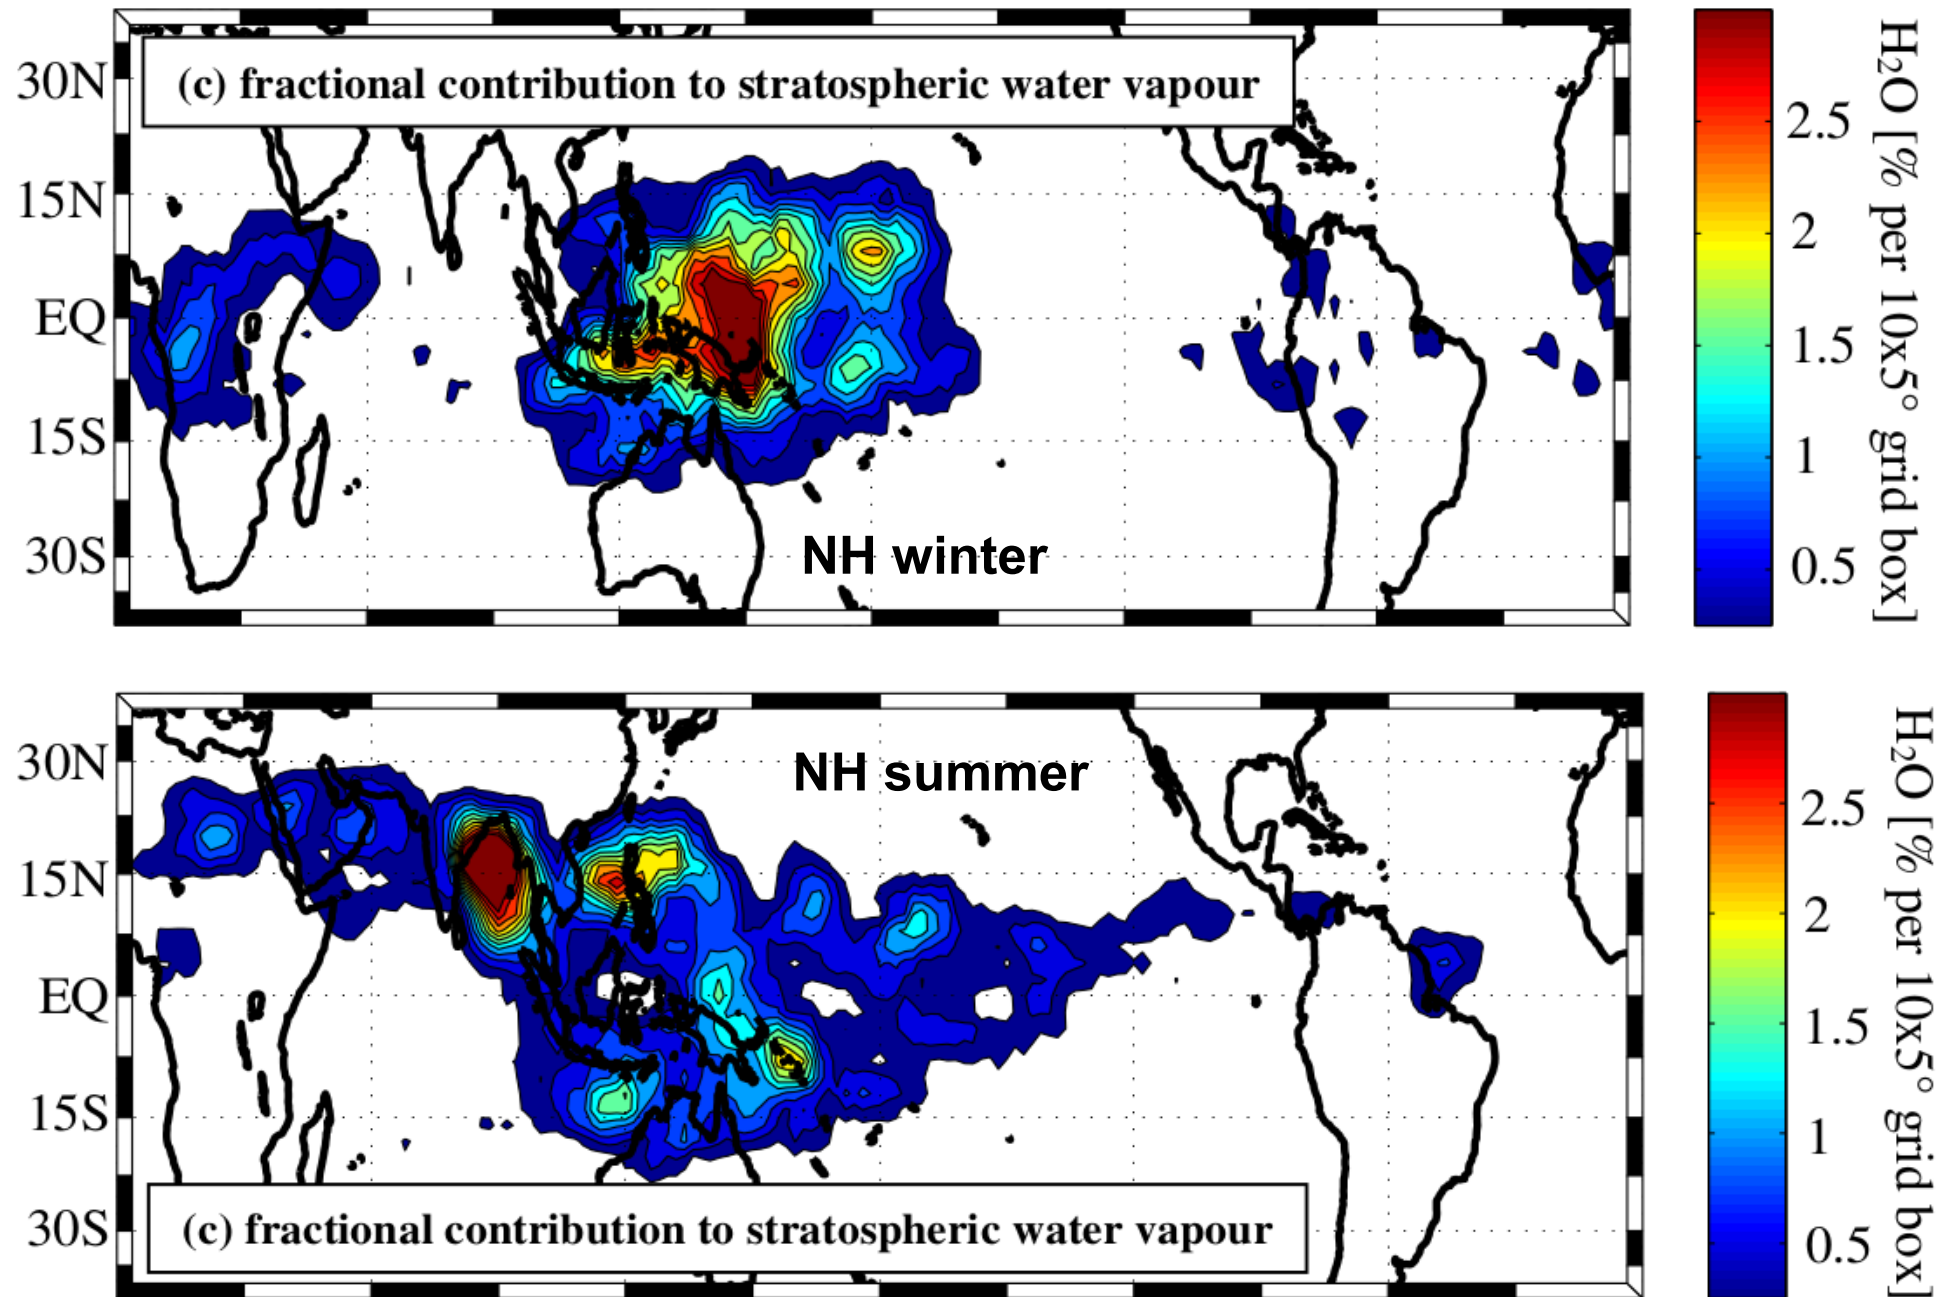 (c) fractional contribution to stratospheric water vapour
30N
15N
EQ
15S
30S
NH winter
2.5
2
1.5
1
0.5
H₂O [% per 10x5° grid box]
NH summer
30N
15N
EQ
15S
30S
(c) fractional contribution to stratospheric water vapour
2.5
2
1.5
1
0.5
H₂O [% per 10x5° grid box]